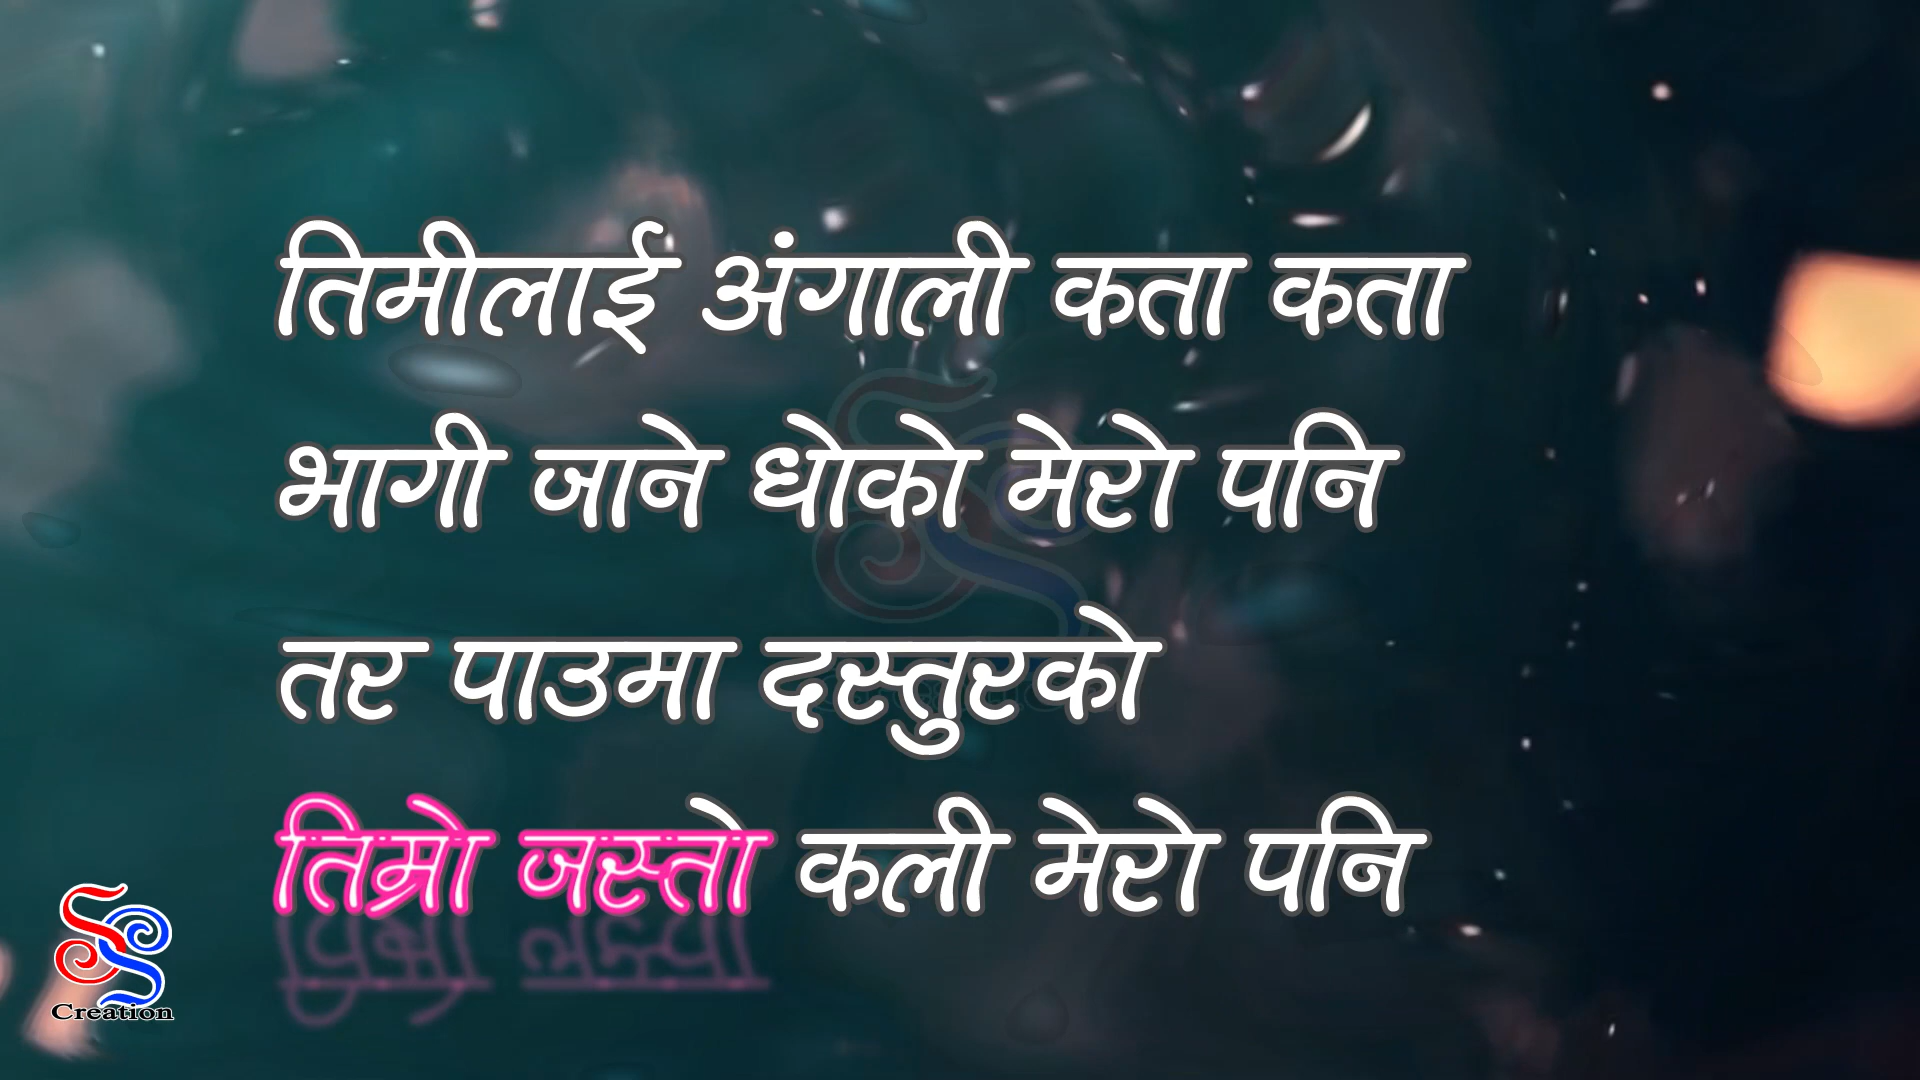 तिमीलाई अंगाली कता कता
भागी जाने धोको मेरो पनि
तर पाउमा दस्तुरको
तिम्रो जस्तो कली मेरो पनि
Creation